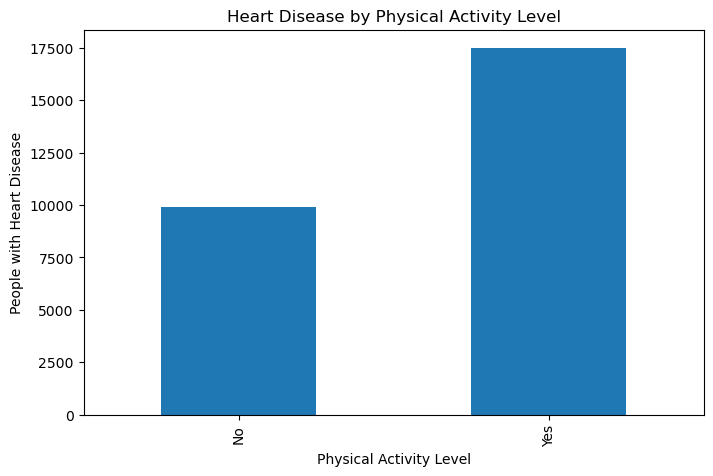 Heart Disease by Physical Activity Level
17500
15000
12500
10000
7500
5000
2500
0
People with Heart Disease
No
Yes
Physical Activity Level